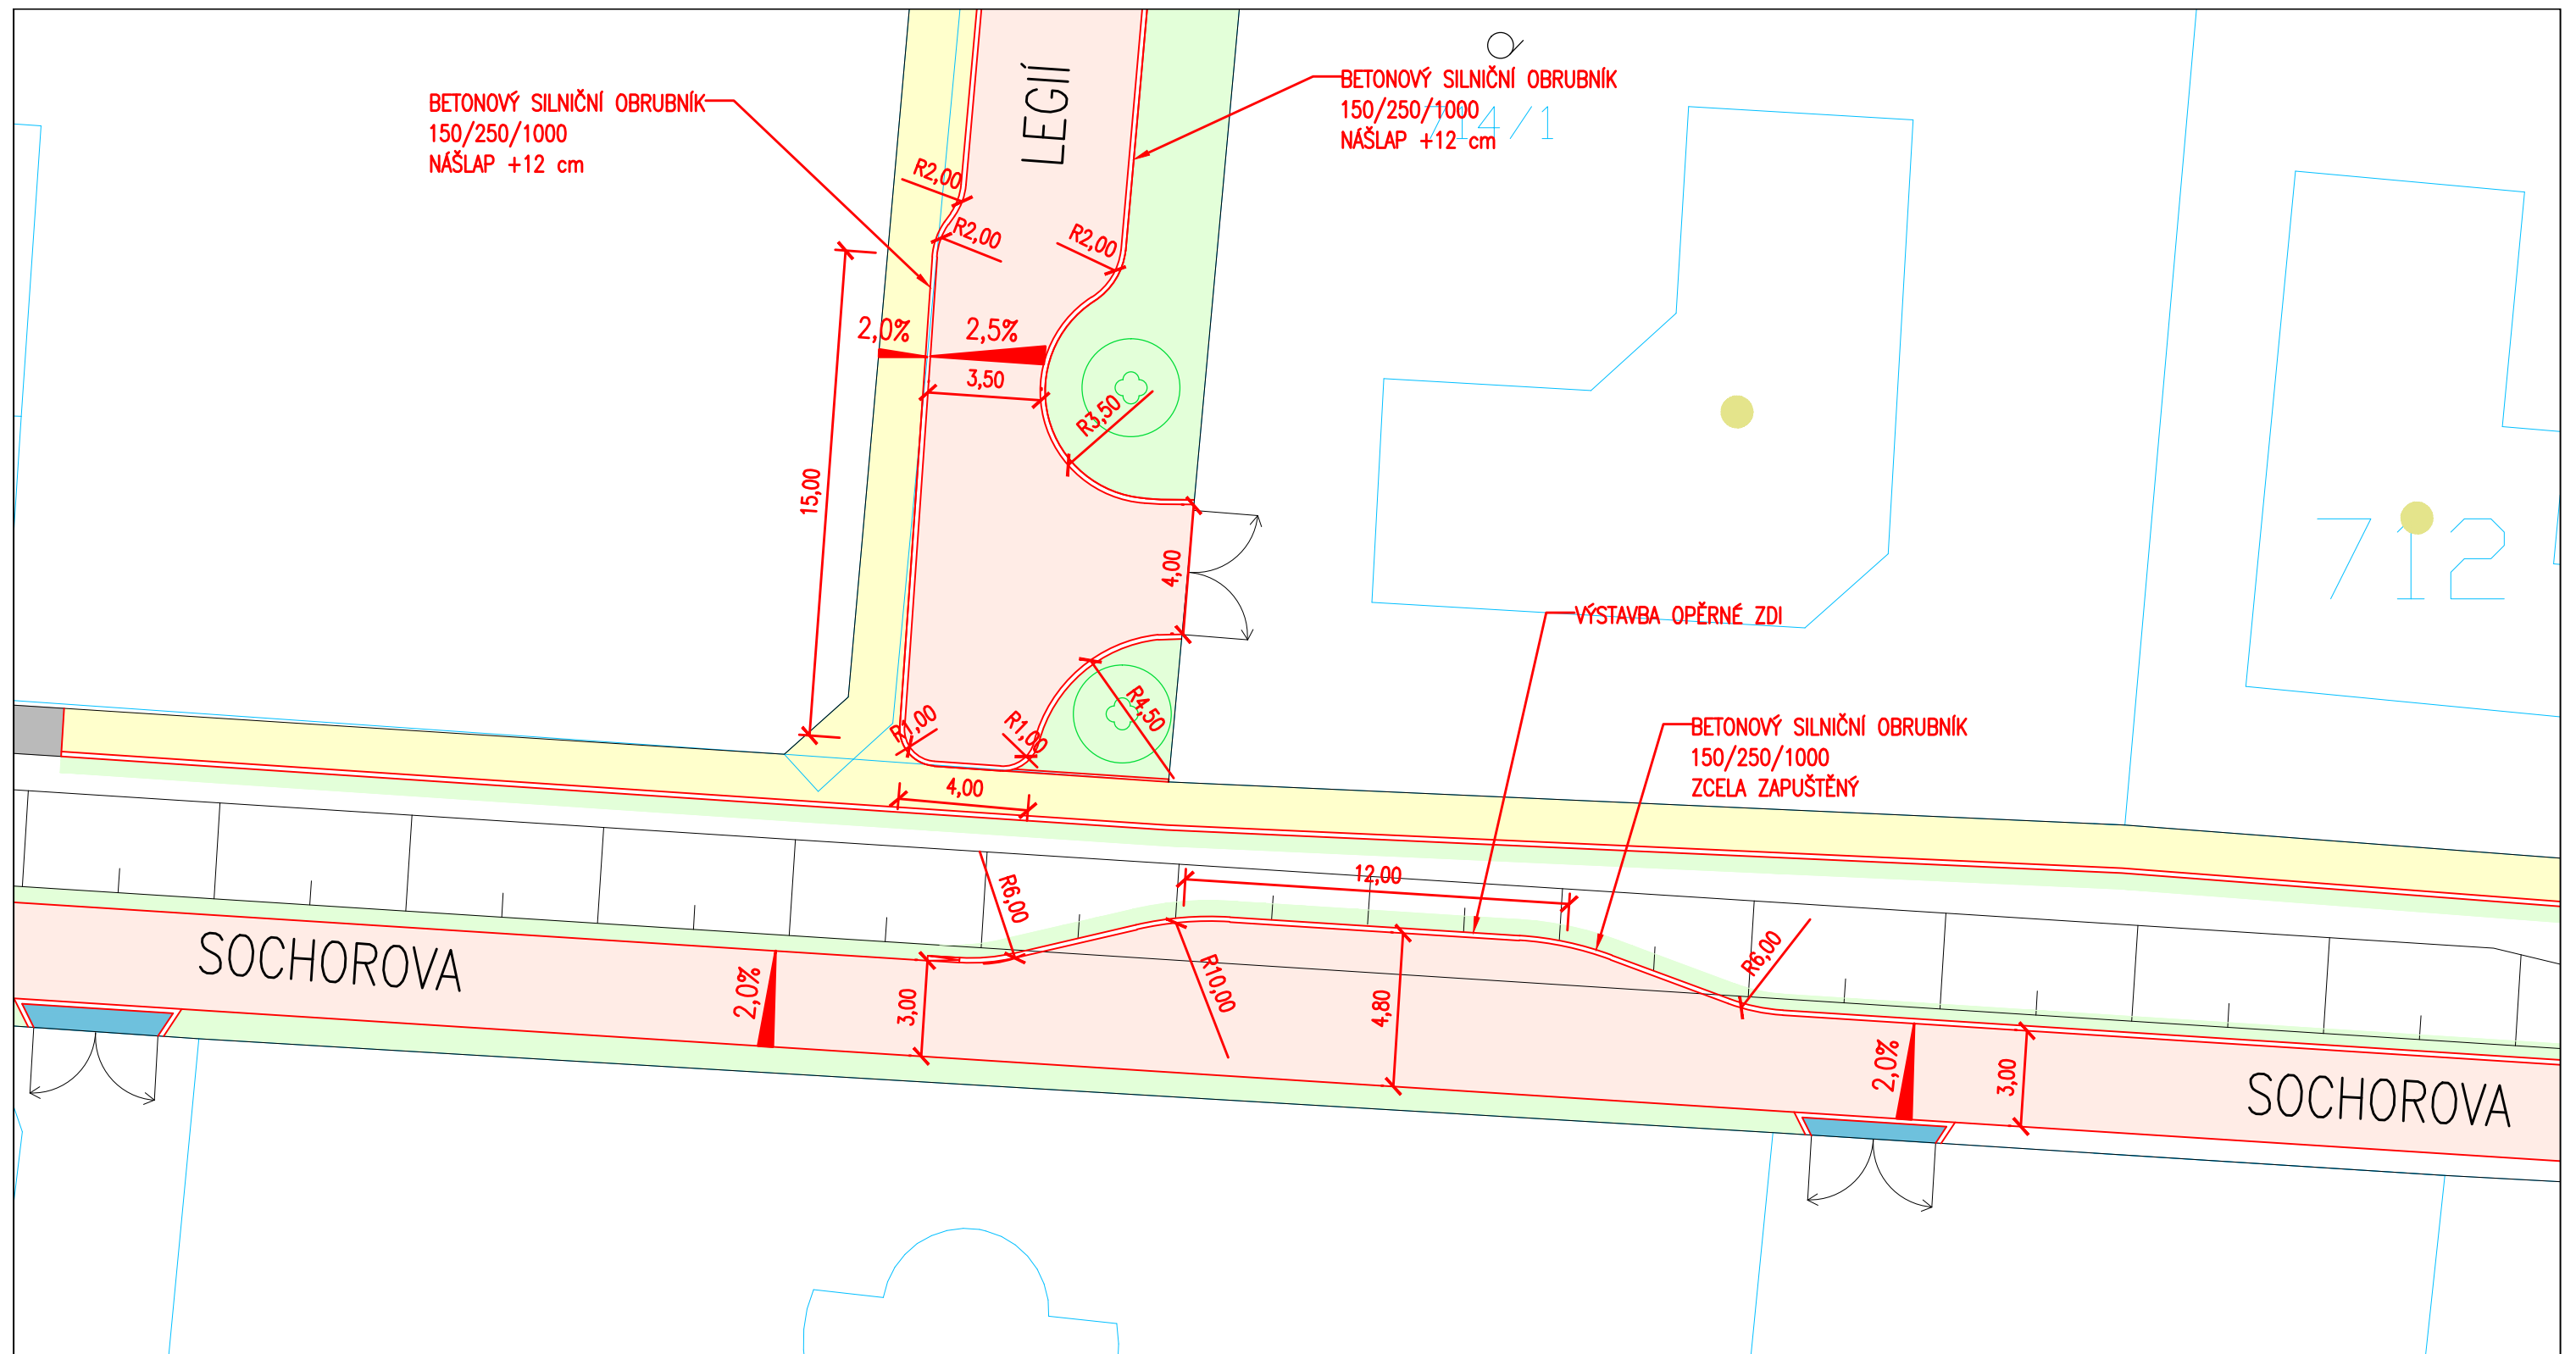 LEGIÍ
BETONOVÝ SILNIČNÍ OBRUBNÍK
150/250/1000
NÁŠLAP +12 cm
BETONOVÝ SILNIČNÍ OBRUBNÍK
150/250/1000
NÁŠLAP +12 cm
714/1
R2,00
R2,00
R2,00
2,0%
2,5%
3,50
R3,50
15,00
4,00
712
VÝSTAVBA OPĚRNÉ ZDI
R4,50
R1,00
R1,00
BETONOVÝ SILNIČNÍ OBRUBNÍK
150/250/1000
ZCELA ZAPUŠTĚNÝ
4,00
12,00
R6,00
SOCHOROVA
2,0%
3,00
R10,00
4,80
R6,00
2,0%
3,00
SOCHOROVA